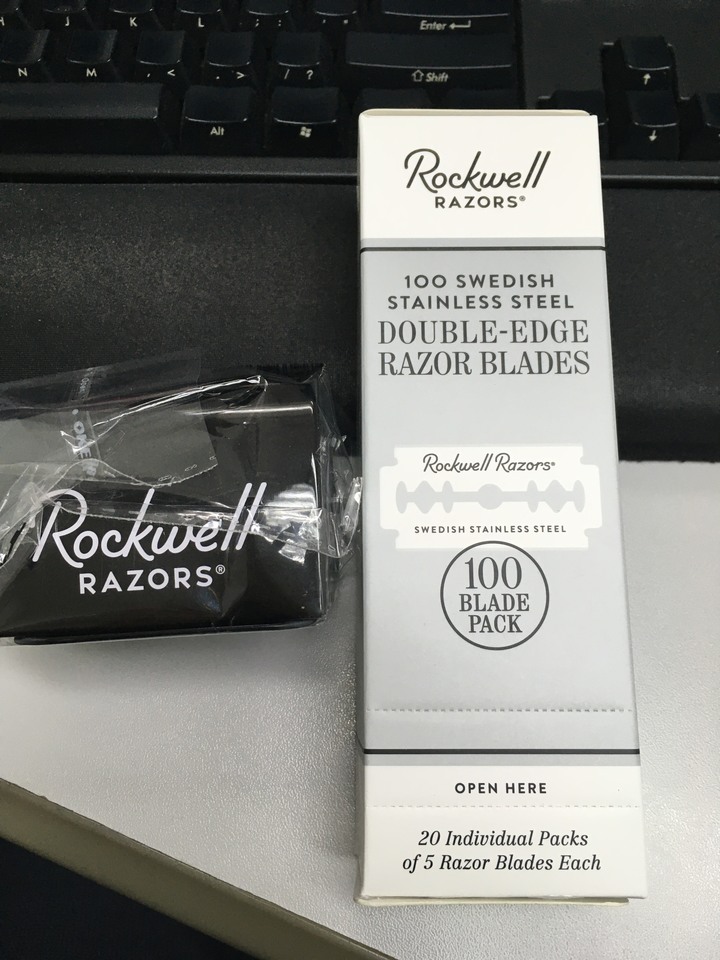 H J K L : ; " '
Enter
N M , < . > / ?
Shift
Alt
Rockwell
RAZORS®
100 SWEDISH
STAINLESS STEEL
DOUBLE-EDGE
RAZOR BLADES
Rockwell Razors®
SWEDISH STAINLESS STEEL
100
BLADE
PACK
OPEN HERE
20 Individual Packs
of 5 Razor Blades Each
Rockwell
RAZORS®